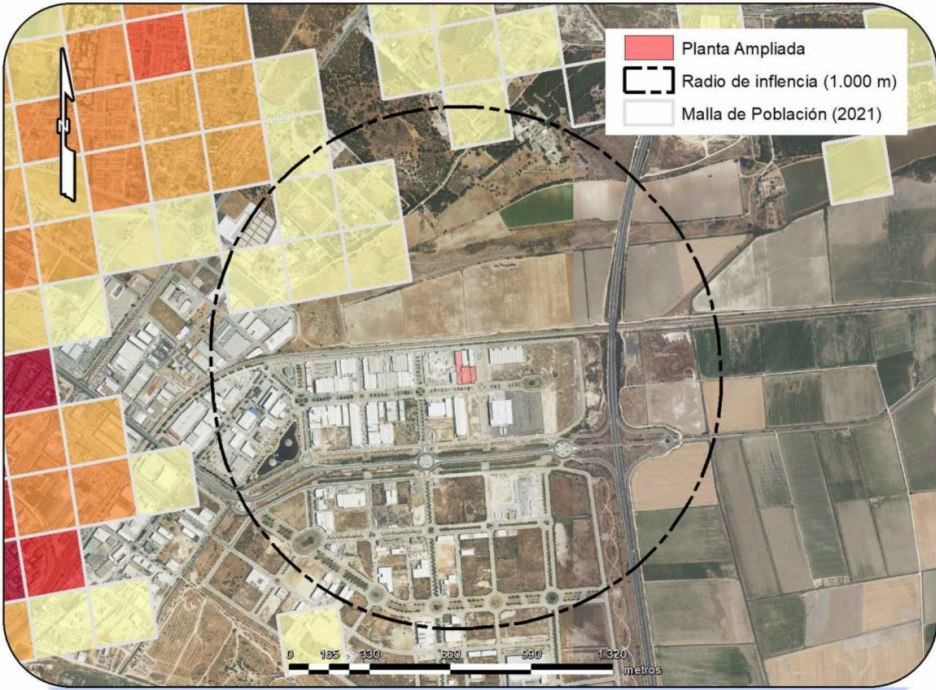 Planta Ampliada
Radio de inflencia (1.000 m)
Malla de Población (2021)
N
0 165 330 660 990 1.320
metros